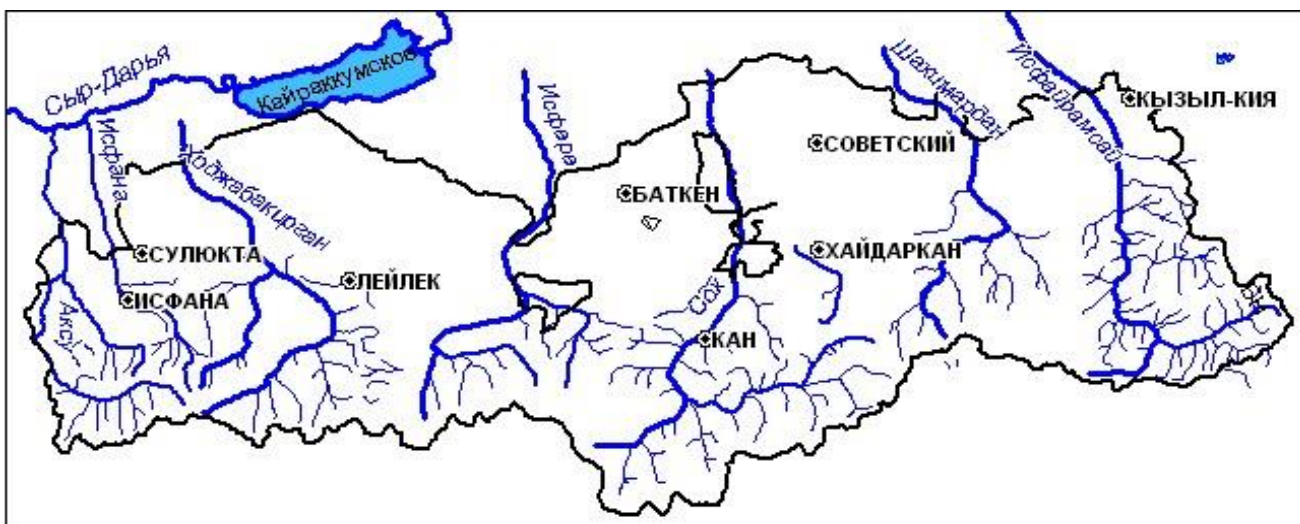 Сыр-Дарья
Кайраккумское
Исфана
Ходжабакирган
Исфара
Шахимардан
Исфайрамсай
КЫЗЫЛ-КИЯ
СОВЕТСКИЙ
БАТКЕН
СУЛЮКТА
ЛЕЙЛЕК
ХАЙДАРКАН
ИСФАНА
Аксу
Сох
КАН